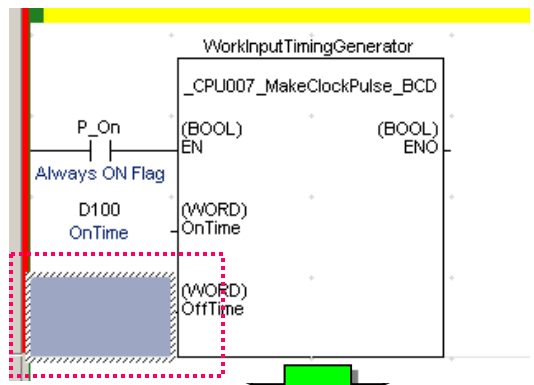 WorkInputTimingGenerator
_CPU007_MakeClockPulse_BCD
P_On
(BOOL) (BOOL)
EN ENO
Always ON Flag
D100
(WORD)
OnTime OnTime
(WORD)
OffTime